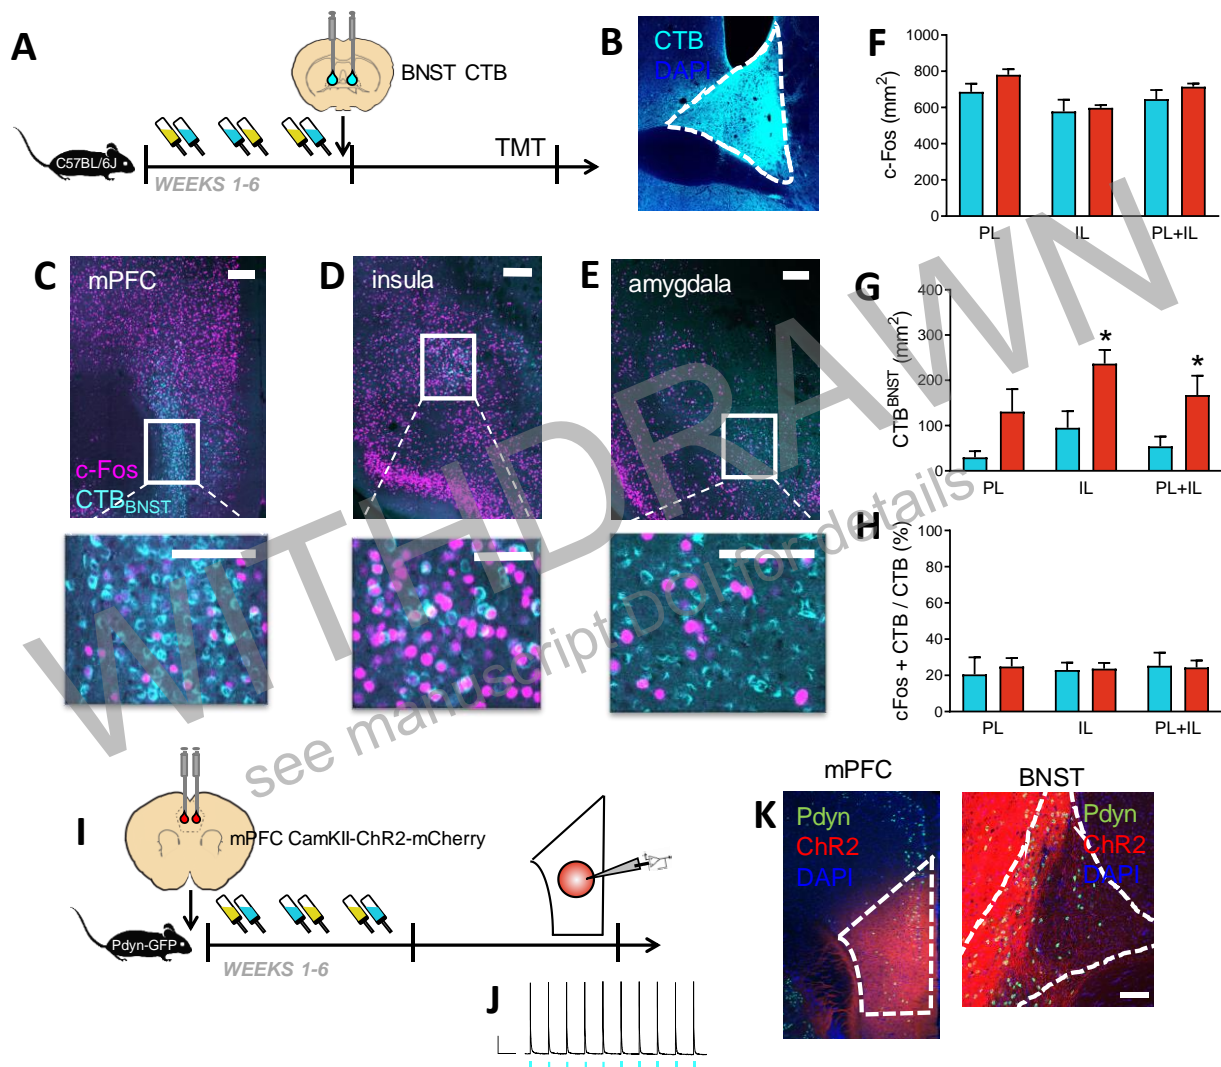 A
BNST CTB
C57BL/6J
WEEKS 1-6
TMT
B
CTB
DAPI
F
c-Fos (mm2)
1000
800
600
400
200
0
PL
IL
PL+IL
C
mPFC
c-Fos
CTBBNST
D
insula
E
amygdala
G
CTBBNST (mm2)
400
300
200
100
0
*
*
PL
IL
PL+IL
H
cFos + CTB / CTB (%)
100
80
60
40
20
0
PL
IL
PL+IL
WITHDRAWN
see manuscript DOI for details
I
mPFC CamKII-ChR2-mCherry
Pdyn-GFP
WEEKS 1-6
J
K
mPFC
Pdyn
ChR2
DAPI
BNST
Pdyn
ChR2
DAPI